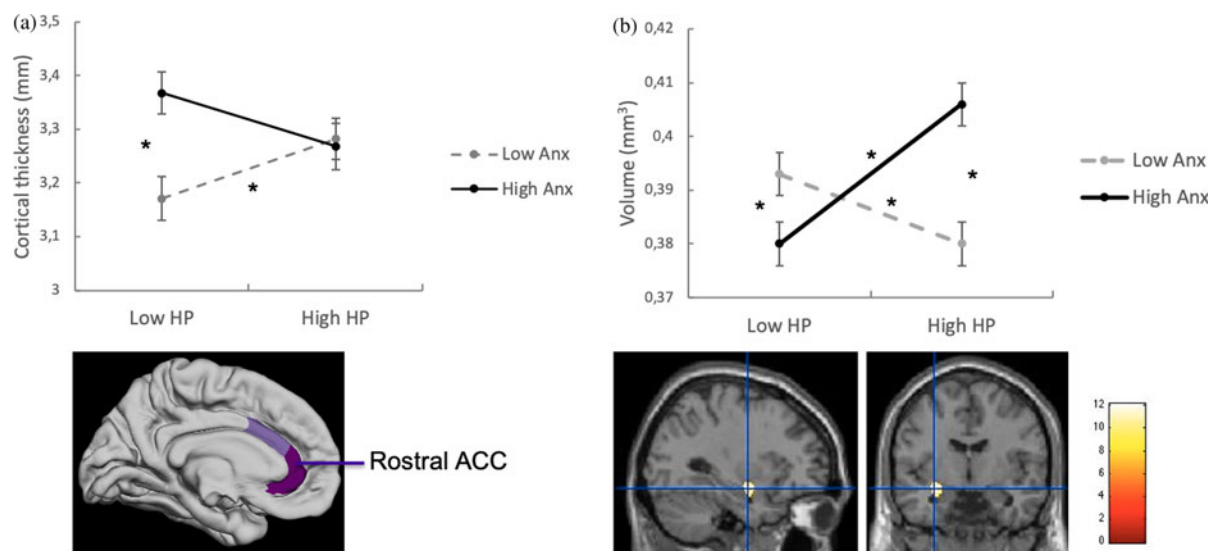 (a)
3,5
3,4
3,3
3,2
3,1
3
Cortical thickness (mm)
*
*
Low HP
High HP
Low Anx
High Anx
Rostral ACC
(b)
0,42
0,41
0,4
0,39
0,38
0,37
Volume (mm³)
*
*
*
*
Low HP
High HP
Low Anx
High Anx
12
10
8
6
4
2
0